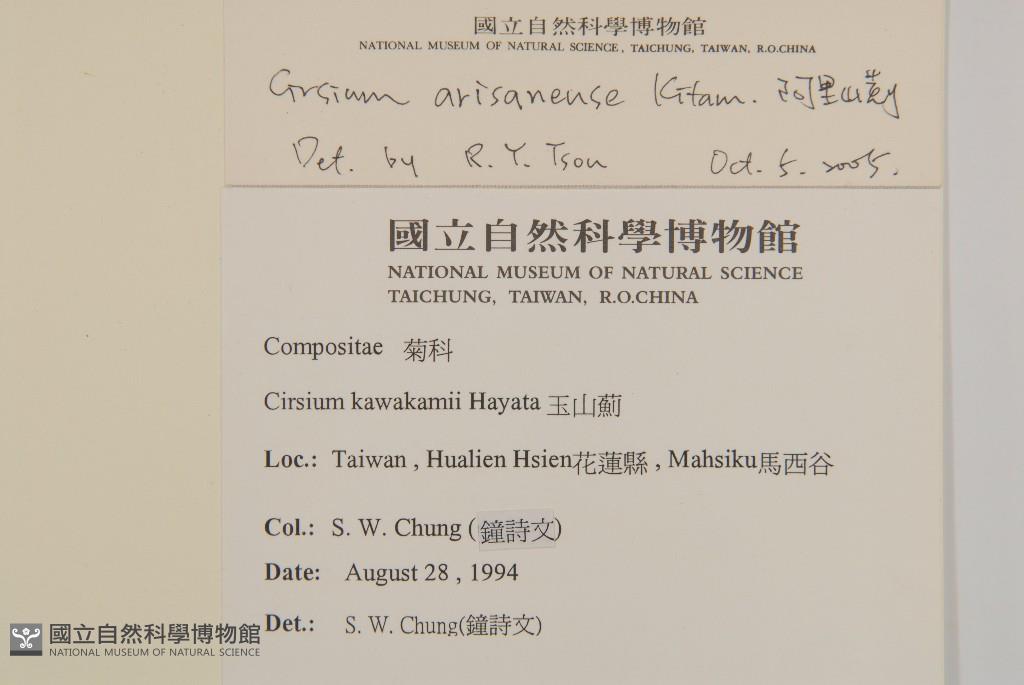 國立自然科學博物館
NATIONAL MUSEUM OF NATURAL SCIENCE, TAICHUNG, TAIWAN, R.O.CHINA
Cirsium arisanense Kitam. 阿里山薊
Det. by R. Y. Tsou Oct. 5. 2005.
國立自然科學博物館
NATIONAL MUSEUM OF NATURAL SCIENCE
TAICHUNG, TAIWAN, R.O.CHINA
Compositae 菊科
Cirsium kawakamii Hayata 玉山薊
Loc.: Taiwan , Hualien Hsien花蓮縣 , Mahsiku馬西谷
Col.: S. W. Chung (鐘詩文)
Date: August 28 , 1994
Det.: S. W. Chung(鐘詩文)
國立自然科學博物館
NATIONAL MUSEUM OF NATURAL SCIENCE